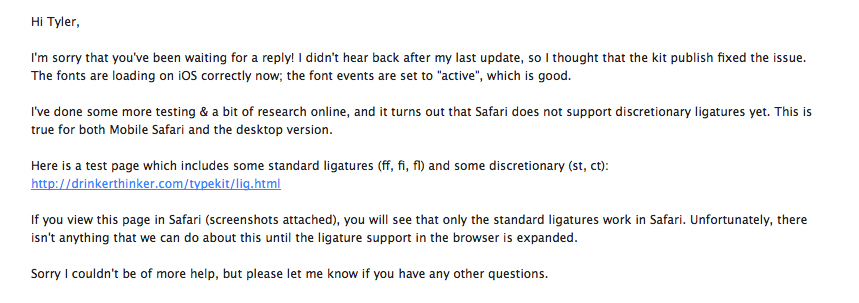 Hi Tyler,
I'm sorry that you've been waiting for a reply! I didn't hear back after my last update, so I thought that the kit publish fixed the issue.
The fonts are loading on iOS correctly now; the font events are set to "active", which is good.
I've done some more testing & a bit of research online, and it turns out that Safari does not support discretionary ligatures yet. This is
true for both Mobile Safari and the desktop version.
Here is a test page which includes some standard ligatures (ff, fi, fl) and some discretionary (st, ct):
http://drinkerthinker.com/typekit/lig.html
If you view this page in Safari (screenshots attached), you will see that only the standard ligatures work in Safari. Unfortunately, there
isn't anything that we can do about this until the ligature support in the browser is expanded.
Sorry I couldn't be of more help, but please let me know if you have any other questions.